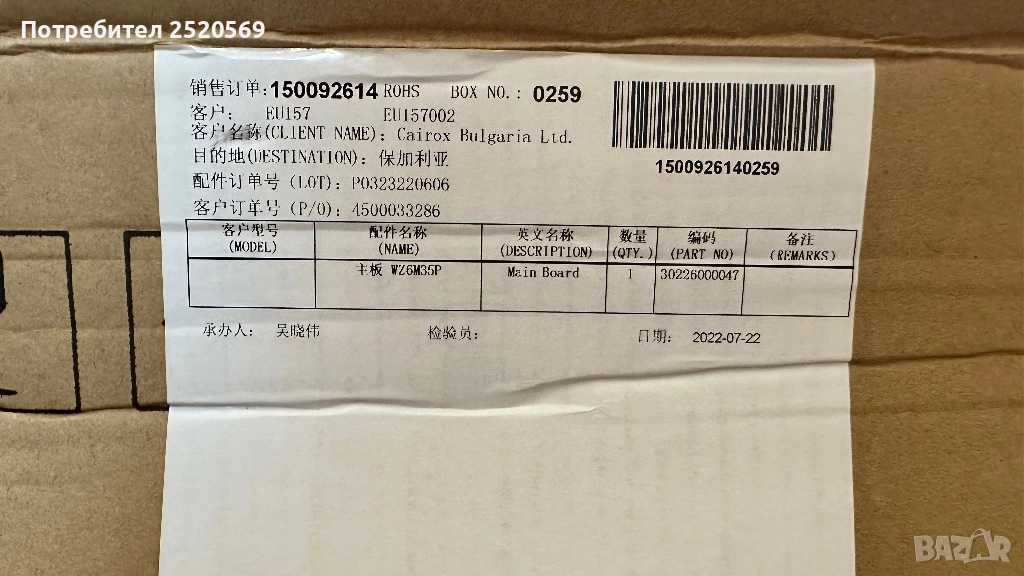 Потребител 2520569
销售订单:150092614 ROHS BOX NO.: 0259
客户: EU157 EU157002
客户名称(CLIENT NAME): Cairox Bulgaria Ltd.
目的地(DESTINATION): 保加利亚
配件订单号 (LOT): P0323220606
客户订单号 (P/O): 4500033286
1500926140259
客户型号 配件名称 英文名称 数量 编码 备注
(MODEL) (NAME) (DESCRIPTION) (QTY.) (PART NO) (REMARKS)
主板 WZ6M35P Main Board 1 30226000047
承办人: 吴晓伟 检验员: 日期: 2022-07-22
BAZAR